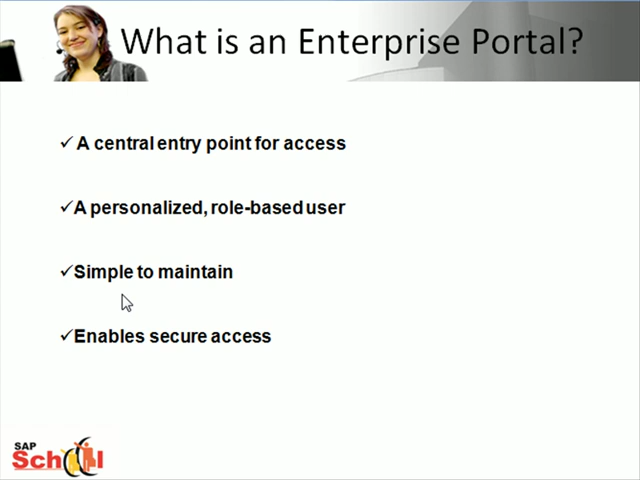 What is an Enterprise Portal?
✓ A central entry point for access
✓ A personalized, role-based user
✓ Simple to maintain
✓ Enables secure access
SAP
School